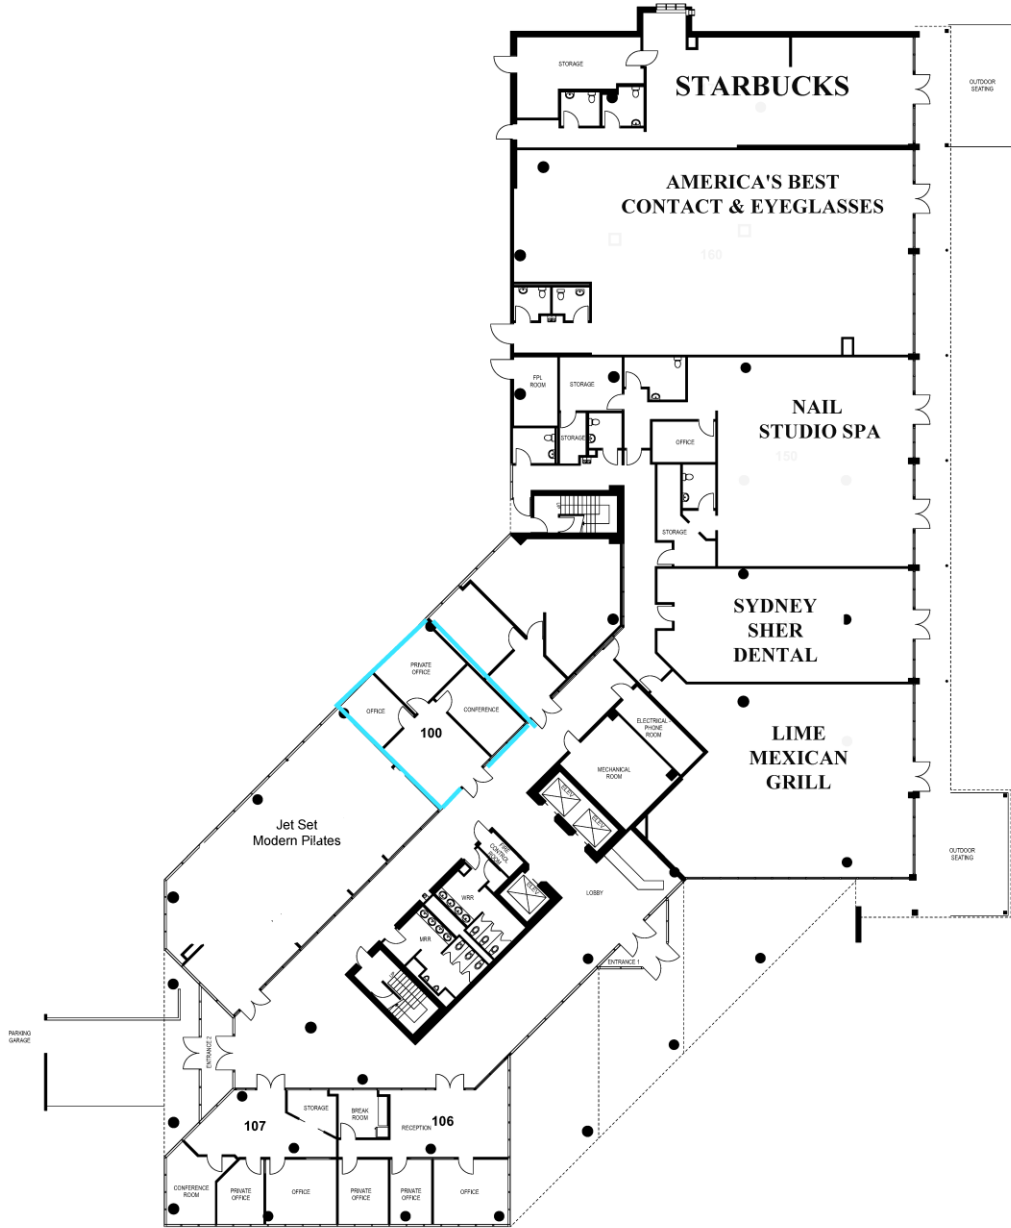 STORAGE
STARBUCKS
OUTDOOR
SEATING
AMERICA'S BEST
CONTACT & EYEGLASSES
160
FPL
ROOM
STORAGE
NAIL
STUDIO SPA
STORAGE
OFFICE
150
STORAGE
SYDNEY
SHER
DENTAL
PRIVATE
OFFICE
OFFICE
CONFERENCE
100
ELECTRICAL
PHONE
ROOM
LIME
MEXICAN
GRILL
MECHANICAL
ROOM
ELEV.
ELEV.
Jet Set
Modern Pilates
FIRE
CONTROL
ROOM
OUTDOOR
SEATING
LOBBY
WRR
MRR
ENTRANCE 1
PARKING
GARAGE
ENTRANCE 2
STORAGE
BREAK
ROOM
107
RECEPTION
106
CONFERENCE
ROOM
PRIVATE
OFFICE
OFFICE
PRIVATE
OFFICE
PRIVATE
OFFICE
OFFICE